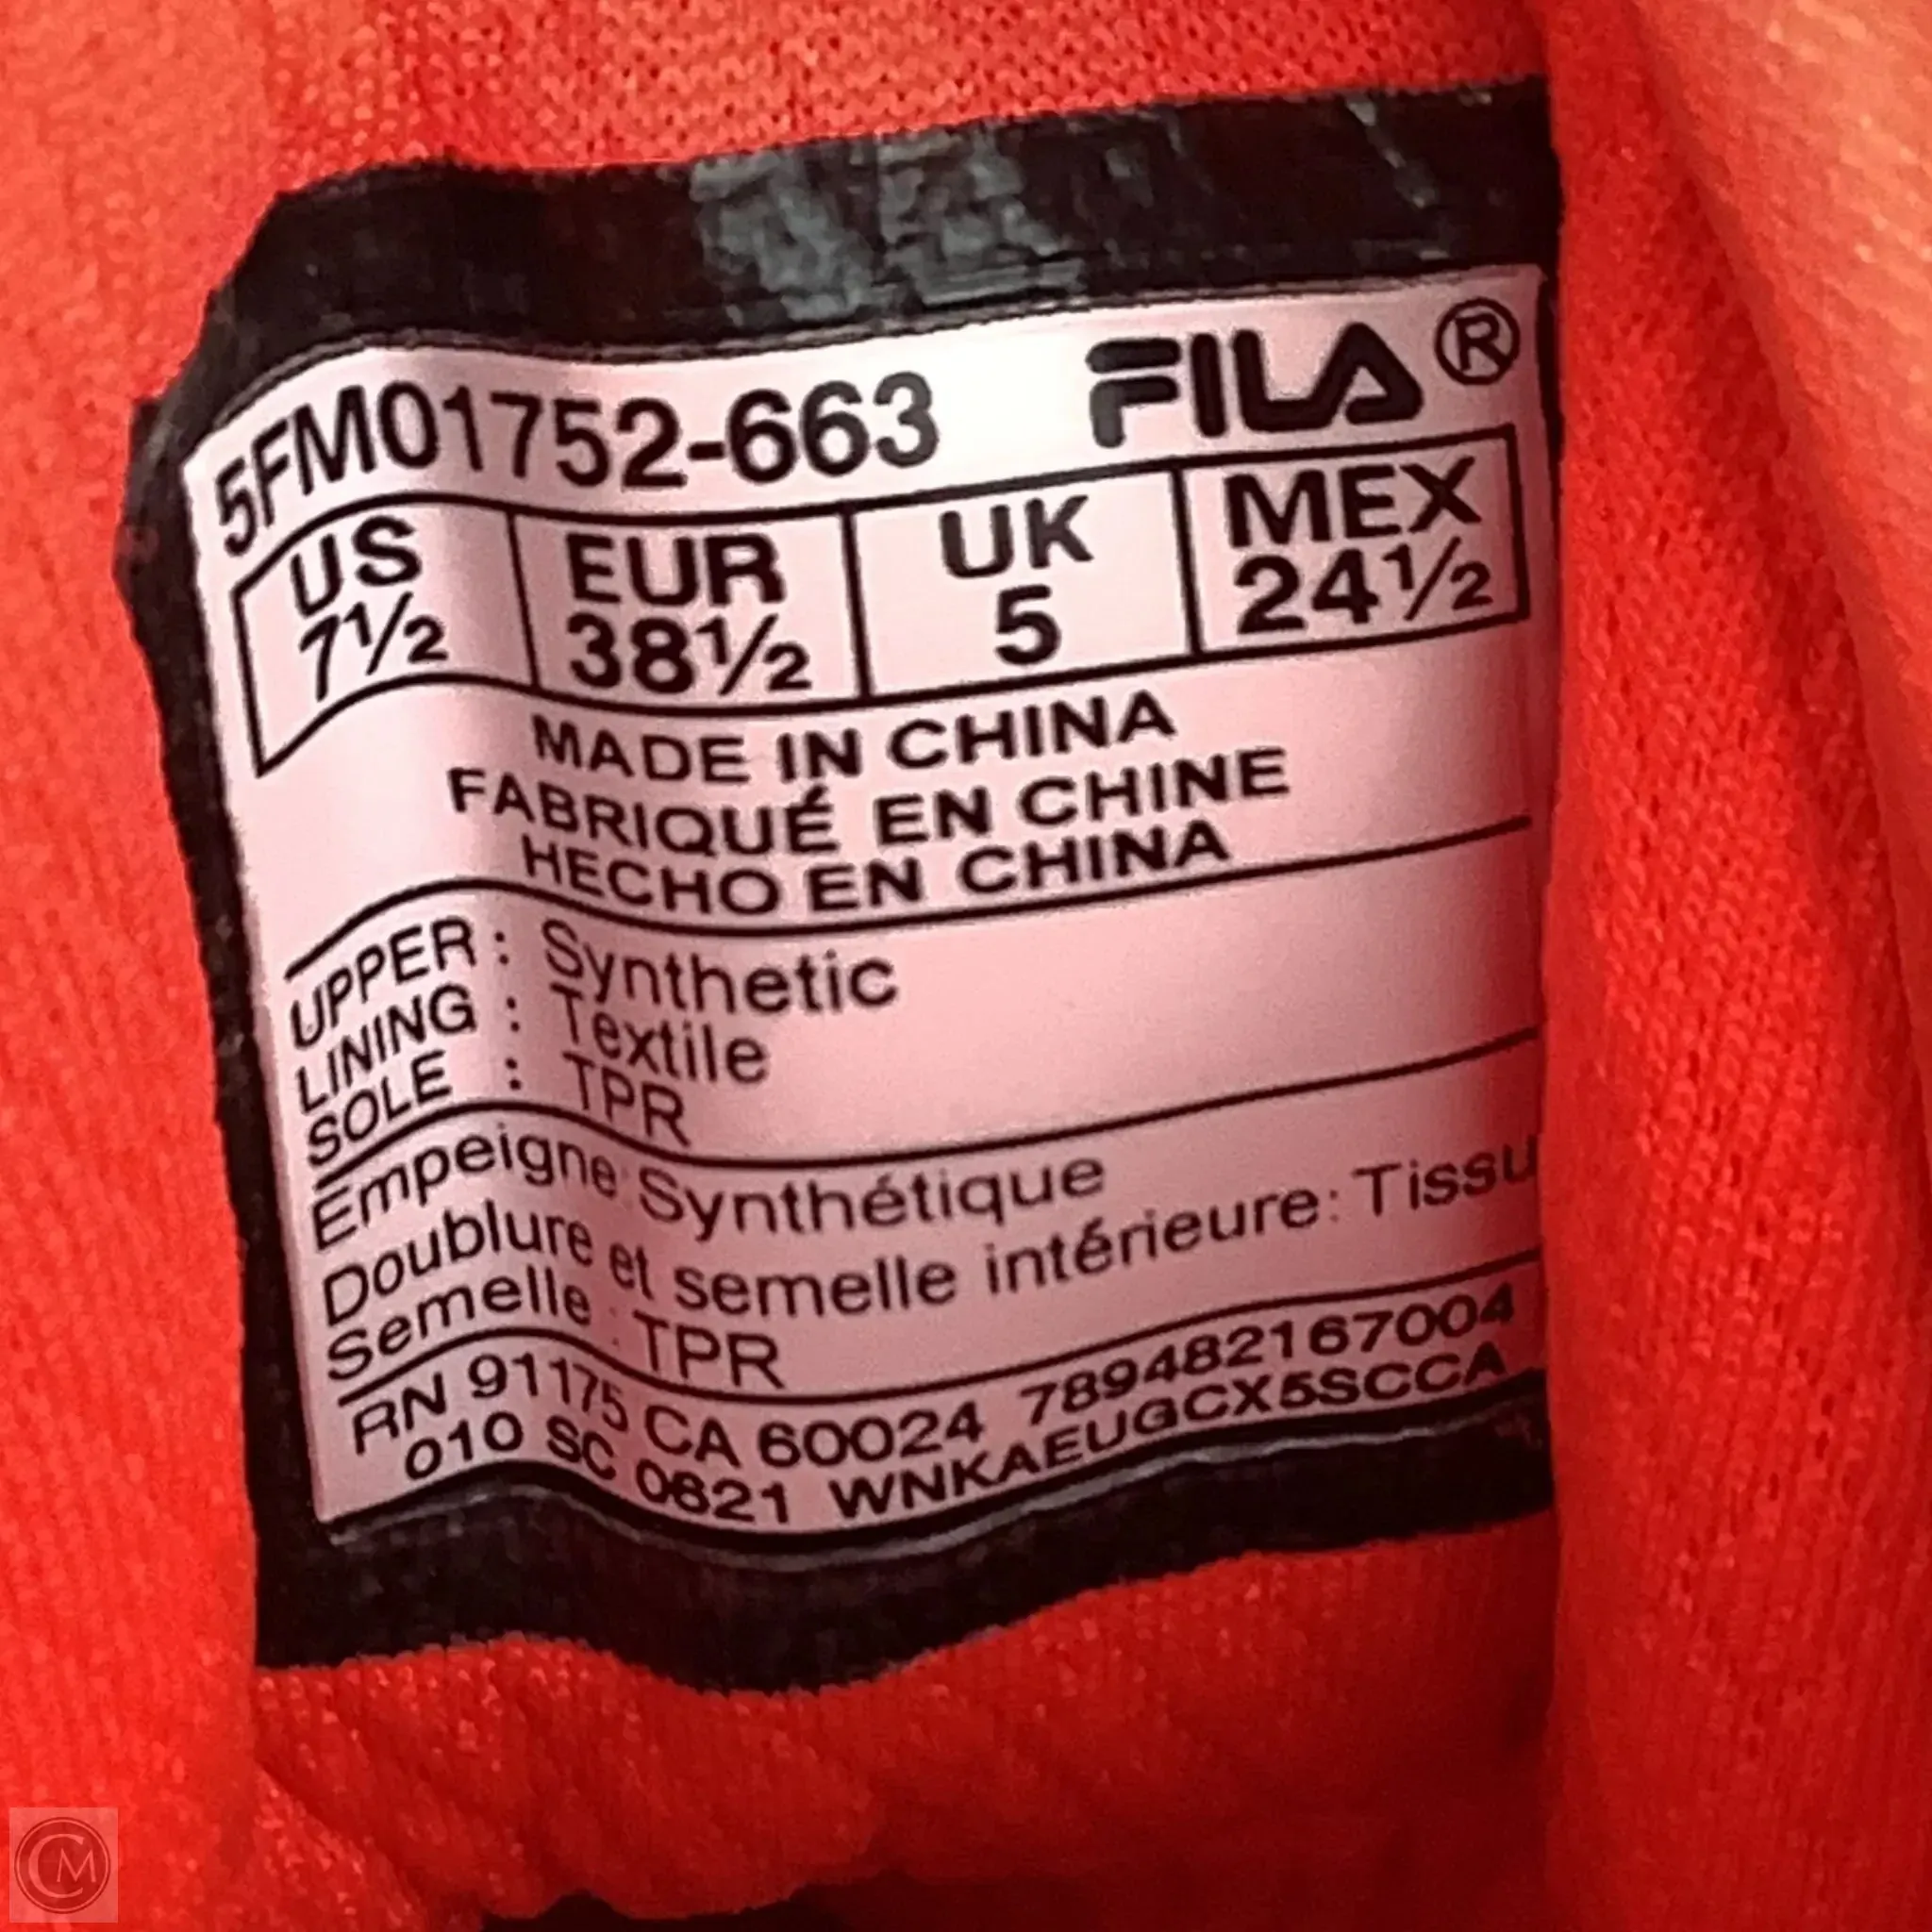 5FM01752-663 FILA®
US EUR UK MEX
7½ 38½ 5 24½
MADE IN CHINA
FABRIQUÉ EN CHINE
HECHO EN CHINA
UPPER : Synthetic
LINING : Textile
SOLE : TPR
Empeigne Synthétique
Doublure et semelle intérieure: Tissu
Semelle : TPR
RN 91175 CA 60024 789482167004
010 SC 0821 WNKAEUGCX5SCCA
CM